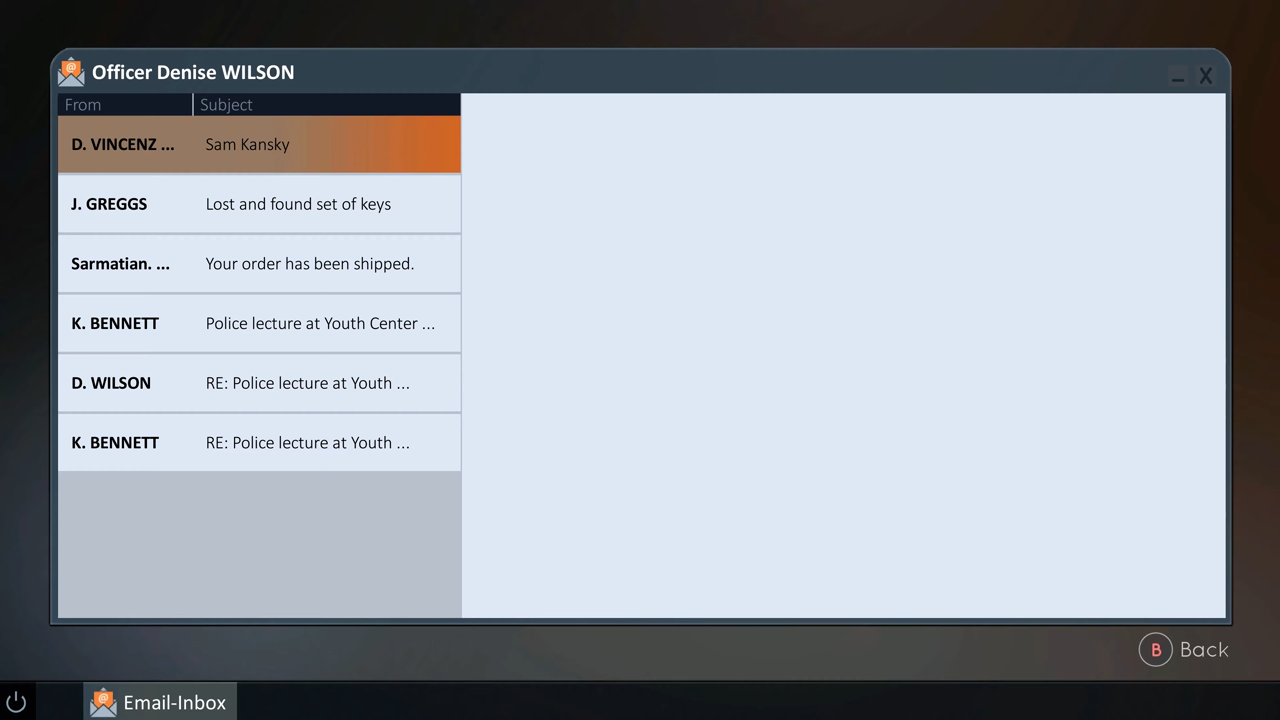 Officer Denise WILSON
_ X
From Subject
D. VINCENZ ... Sam Kansky
J. GREGGS Lost and found set of keys
Sarmatian. ... Your order has been shipped.
K. BENNETT Police lecture at Youth Center ...
D. WILSON RE: Police lecture at Youth ...
K. BENNETT RE: Police lecture at Youth ...
B Back
@ Email-Inbox